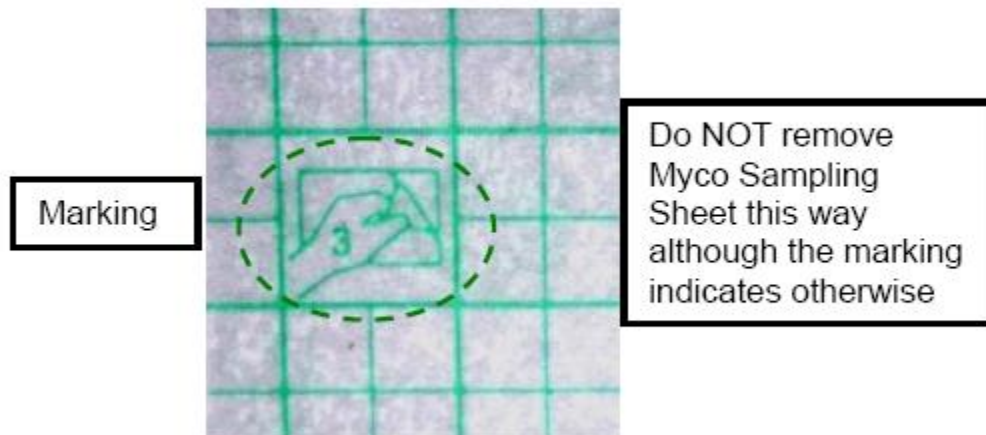 Marking
3
Do NOT remove
Myco Sampling
Sheet this way
although the marking
indicates otherwise